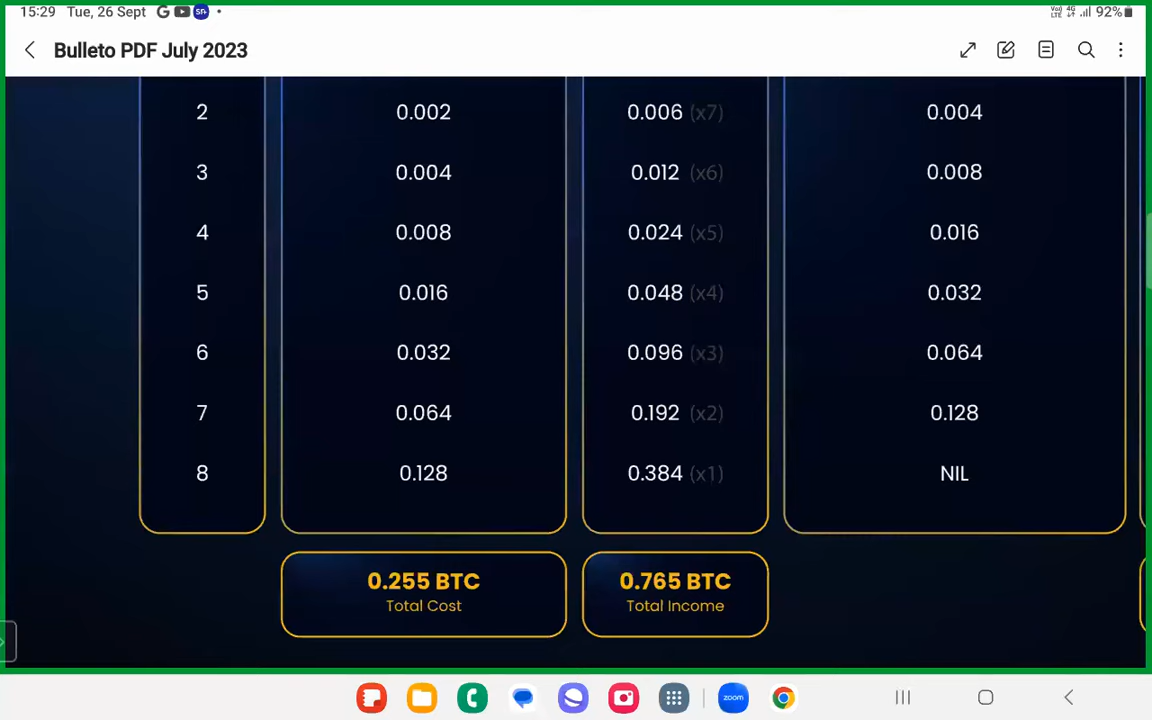 15:29 Tue, 26 Sept
92%
Bulleto PDF July 2023
2 0.002 0.006 (x7) 0.004
3 0.004 0.012 (x6) 0.008
4 0.008 0.024 (x5) 0.016
5 0.016 0.048 (x4) 0.032
6 0.032 0.096 (x3) 0.064
7 0.064 0.192 (x2) 0.128
8 0.128 0.384 (x1) NIL
0.255 BTC 0.765 BTC
Total Cost Total Income
zoom